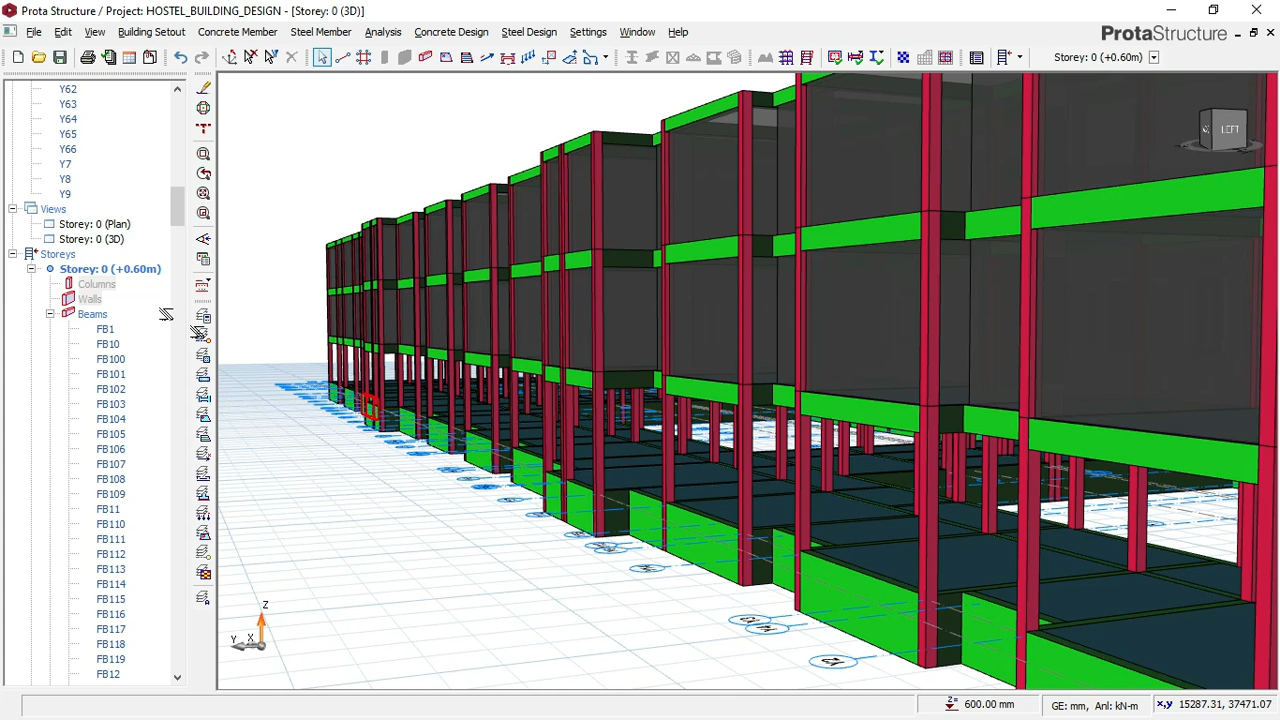 Prota Structure / Project: HOSTEL_BUILDING_DESIGN - [Storey: 0 (3D)]
File Edit View Building Setout Concrete Member Steel Member Analysis Concrete Design Steel Design Settings Window Help
ProtaStructure
Storey: 0 (+0.60m)
Y62
Y63
Y64
Y65
Y66
Y7
Y8
Y9
Views
Storey: 0 (Plan)
Storey: 0 (3D)
Storeys
Storey: 0 (+0.60m)
Columns
Walls
Beams
FB1
FB10
FB100
FB101
FB102
FB103
FB104
FB105
FB106
FB107
FB108
FB109
FB11
FB110
FB111
FB112
FB113
FB114
FB115
FB116
FB117
FB118
FB119
FB12
LEFT
Z
Y X
Z= 600.00 mm
GE: mm, Anl: kN-m
x,y 15287.31, 37471.07